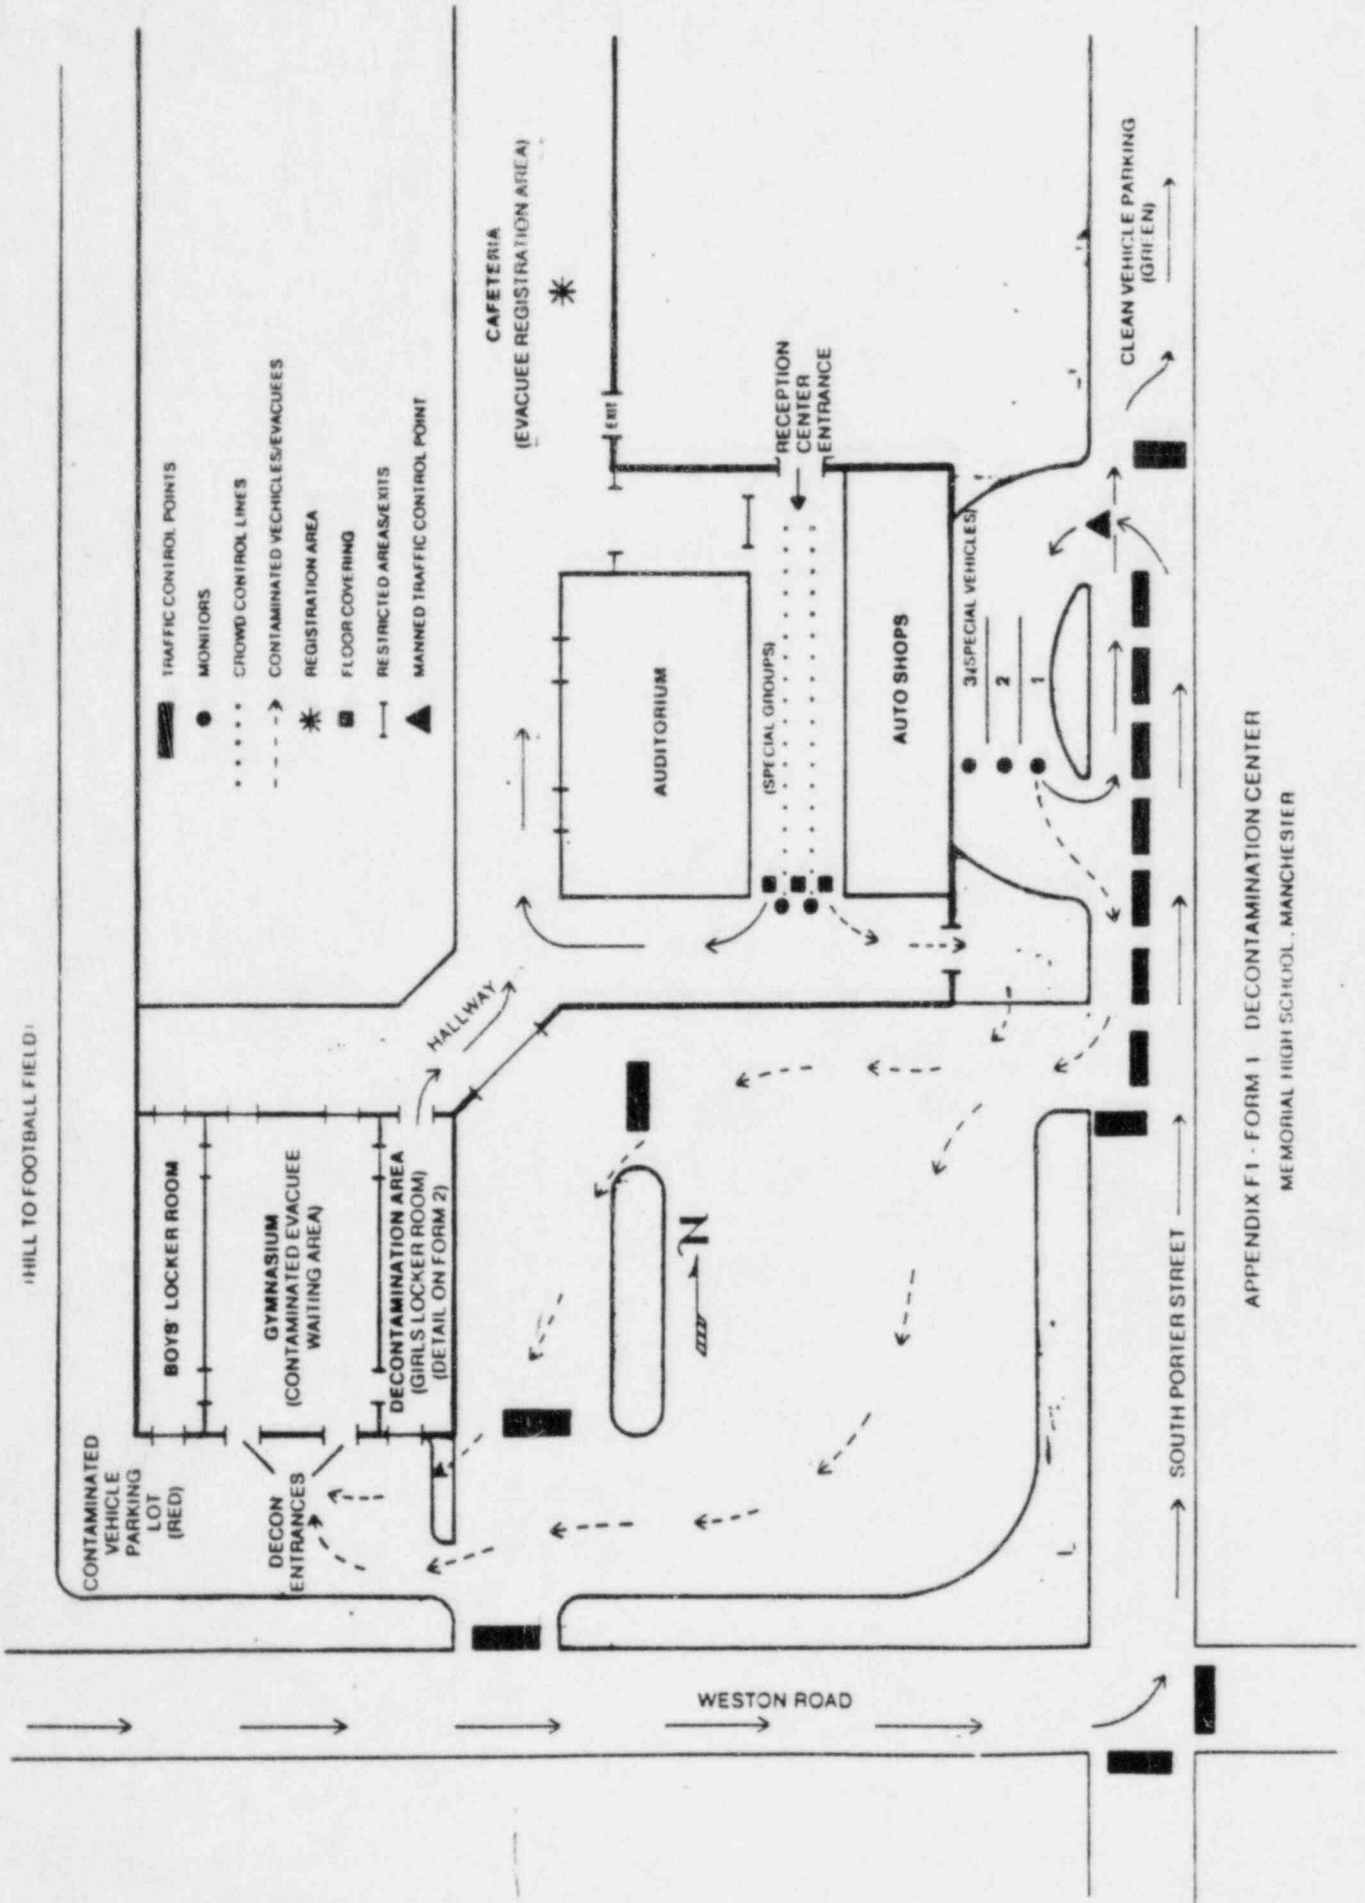 (HILL TO FOOTBALL FIELD)
CONTAMINATED
VEHICLE
PARKING
LOT
(RED)
BOYS' LOCKER ROOM
GYMNASIUM
(CONTAMINATED EVACUEE
WAITING AREA)
DECONTAMINATION AREA
(GIRLS LOCKER ROOM)
(DETAIL ON FORM 2)
DECON
ENTRANCES
HALLWAY
TRAFFIC CONTROL POINTS
MONITORS
CROWD CONTROL LINES
CONTAMINATED VECHICLES/EVACUEES
REGISTRATION AREA
FLOOR COVERING
RESTRICTED AREAS/EXITS
MANNED TRAFFIC CONTROL POINT
CAFETERIA
(EVACUEE REGISTRATION AREA)
EXIT
AUDITORIUM
(SPECIAL GROUPS)
RECEPTION
CENTER
ENTRANCE
AUTO SHOPS
3(SPECIAL VEHICLES)
2
1
CLEAN VEHICLE PARKING
(GREEN)
N
WESTON ROAD
SOUTH PORTER STREET
APPENDIX F1 - FORM 1 DECONTAMINATION CENTER
MEMORIAL HIGH SCHOOL, MANCHESTER